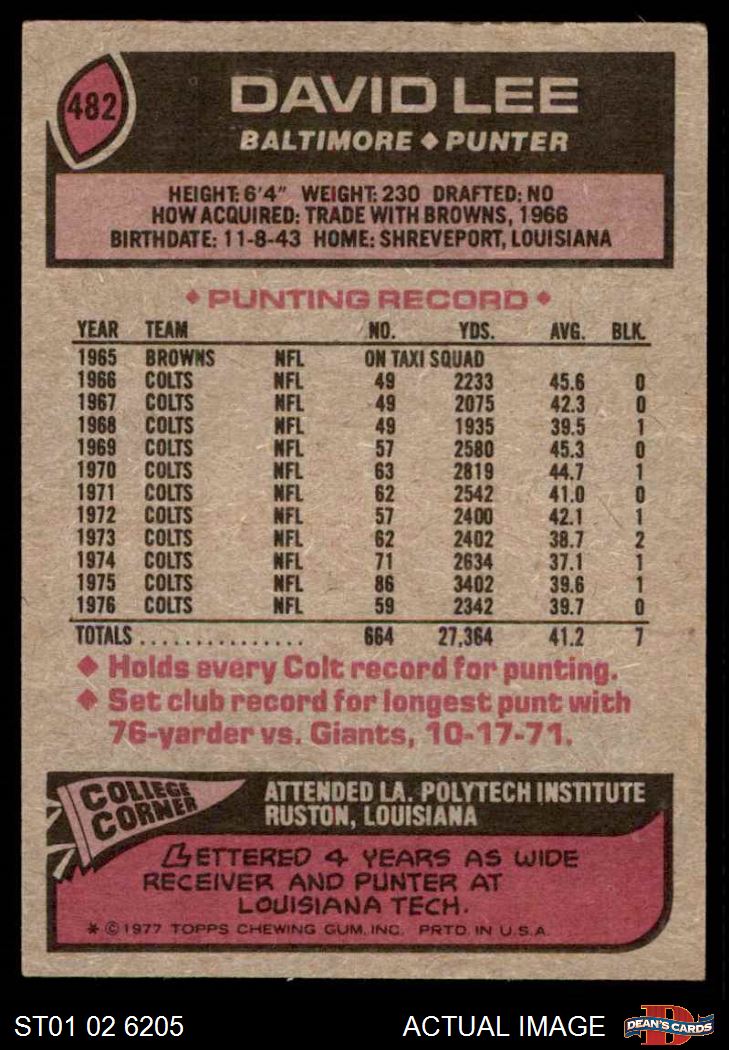 482
DAVID LEE
BALTIMORE ◆ PUNTER
HEIGHT: 6'4" WEIGHT: 230 DRAFTED: NO
HOW ACQUIRED: TRADE WITH BROWNS, 1966
BIRTHDATE: 11-8-43 HOME: SHREVEPORT, LOUISIANA
◆ PUNTING RECORD ◆
YEAR TEAM NO. YDS. AVG. BLK.
1965 BROWNS NFL ON TAXI SQUAD
1966 COLTS NFL 49 2233 45.6 0
1967 COLTS NFL 49 2075 42.3 0
1968 COLTS NFL 49 1935 39.5 1
1969 COLTS NFL 57 2580 45.3 0
1970 COLTS NFL 63 2819 44.7 1
1971 COLTS NFL 62 2542 41.0 0
1972 COLTS NFL 57 2400 42.1 1
1973 COLTS NFL 62 2402 38.7 2
1974 COLTS NFL 71 2634 37.1 1
1975 COLTS NFL 86 3402 39.6 1
1976 COLTS NFL 59 2342 39.7 0
TOTALS ............... 664 27,364 41.2 7
◆ Holds every Colt record for punting.
◆ Set club record for longest punt with
76-yarder vs. Giants, 10-17-71.
COLLEGE
CORNER
ATTENDED LA. POLYTECH INSTITUTE
RUSTON, LOUISIANA
LETTERED 4 YEARS AS WIDE
RECEIVER AND PUNTER AT
LOUISIANA TECH.
* © 1977 TOPPS CHEWING GUM, INC. PRTD. IN U.S.A.
ST01 02 6205
ACTUAL IMAGE
D
DEAN'S CARDS